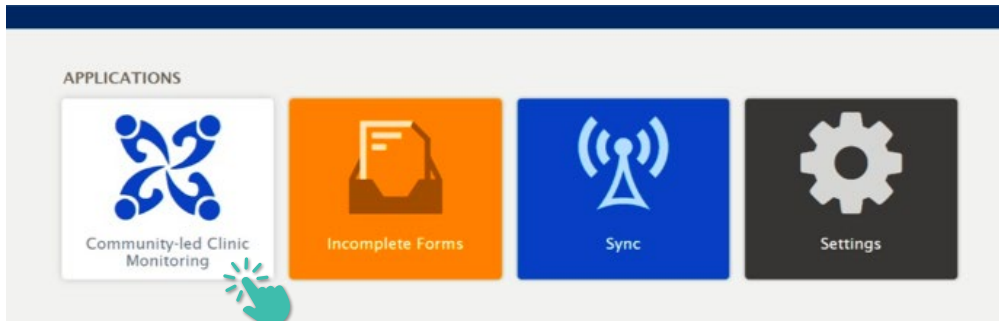 APPLICATIONS
Community-led Clinic
Monitoring
Incomplete Forms
Sync
Settings